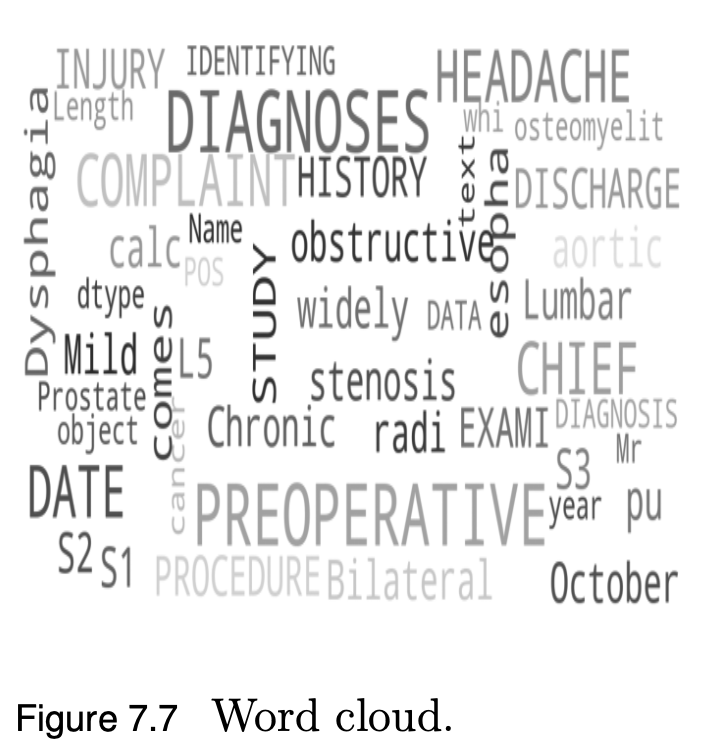 INJURY IDENTIFYING HEADACHE
Dysphagia Length DIAGNOSES whi osteomyelit
COMPLAINT HISTORY text esopha DISCHARGE
calc Name POS STUDY obstructive aortic
dtype comes widely DATA Lumbar
Mild L5 stenosis CHIEF
Prostate
object cancer Chronic radi EXAMI DIAGNOSIS
DATE PREOPERATIVE S3 Mr
year pu
S2 S1 PROCEDURE Bilateral October
Figure 7.7 Word cloud.